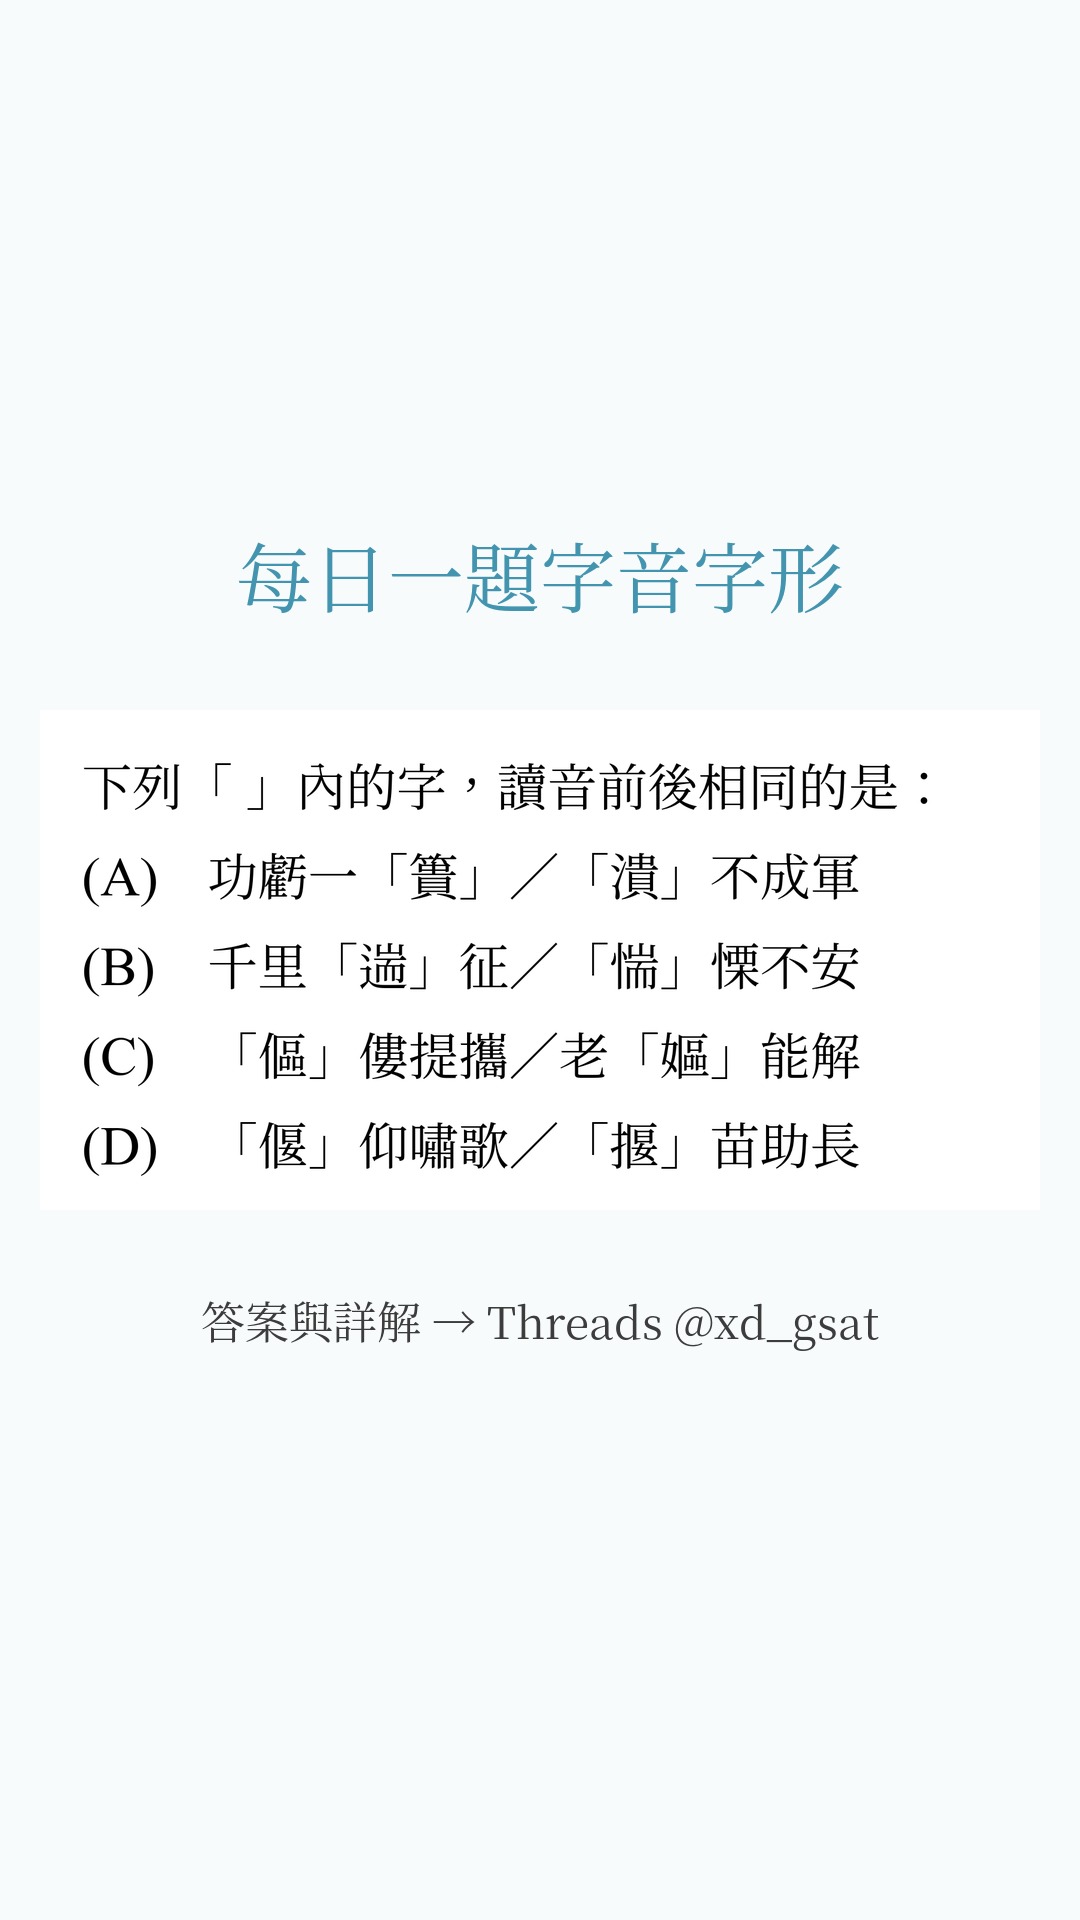 每日一題字音字形
下列「 」內的字，讀音前後相同的是：
(A) 功虧一「簣」／「潰」不成軍
(B) 千里「遄」征／「惴」慄不安
(C) 「傴」僂提攜／老「嫗」能解
(D) 「偃」仰嘯歌／「揠」苗助長
答案與詳解 → Threads @xd_gsat